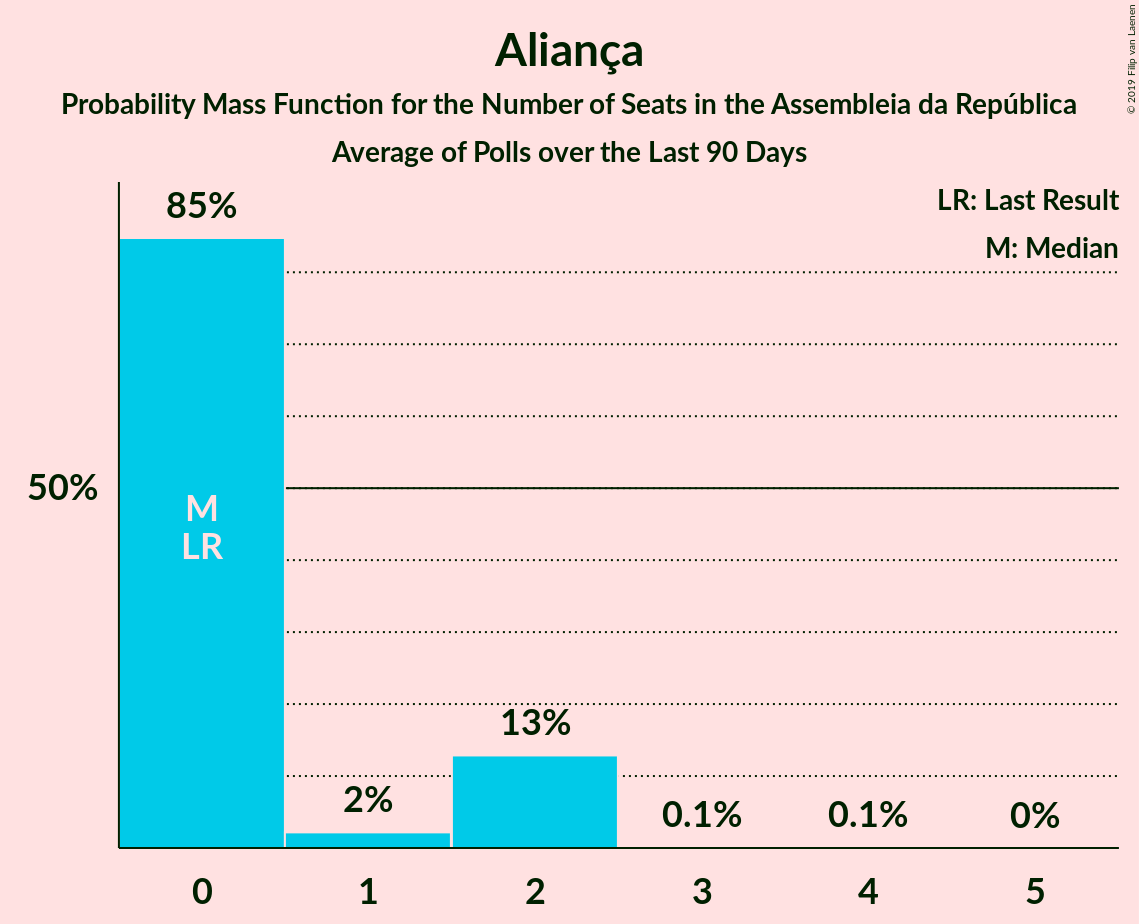 Aliança
Probability Mass Function for the Number of Seats in the Assembleia da República
Average of Polls over the Last 90 Days
© 2019 Filip van Laenen
LR: Last Result
M: Median
85%
50%
M
LR
2%
13%
0.1%
0.1%
0%
0
1
2
3
4
5